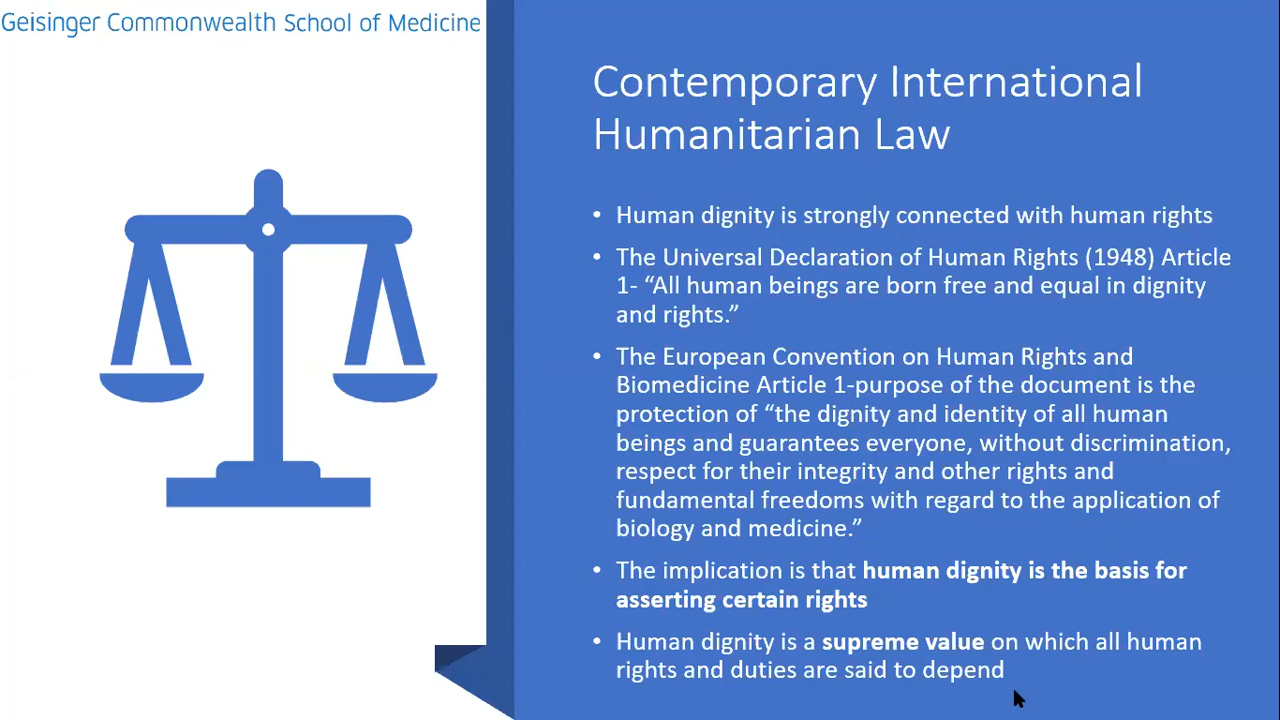 Geisinger Commonwealth School of Medicine
Contemporary International
Humanitarian Law
• Human dignity is strongly connected with human rights
• The Universal Declaration of Human Rights (1948) Article
1- “All human beings are born free and equal in dignity
and rights.”
• The European Convention on Human Rights and
Biomedicine Article 1-purpose of the document is the
protection of “the dignity and identity of all human
beings and guarantees everyone, without discrimination,
respect for their integrity and other rights and
fundamental freedoms with regard to the application of
biology and medicine.”
• The implication is that human dignity is the basis for
asserting certain rights
• Human dignity is a supreme value on which all human
rights and duties are said to depend